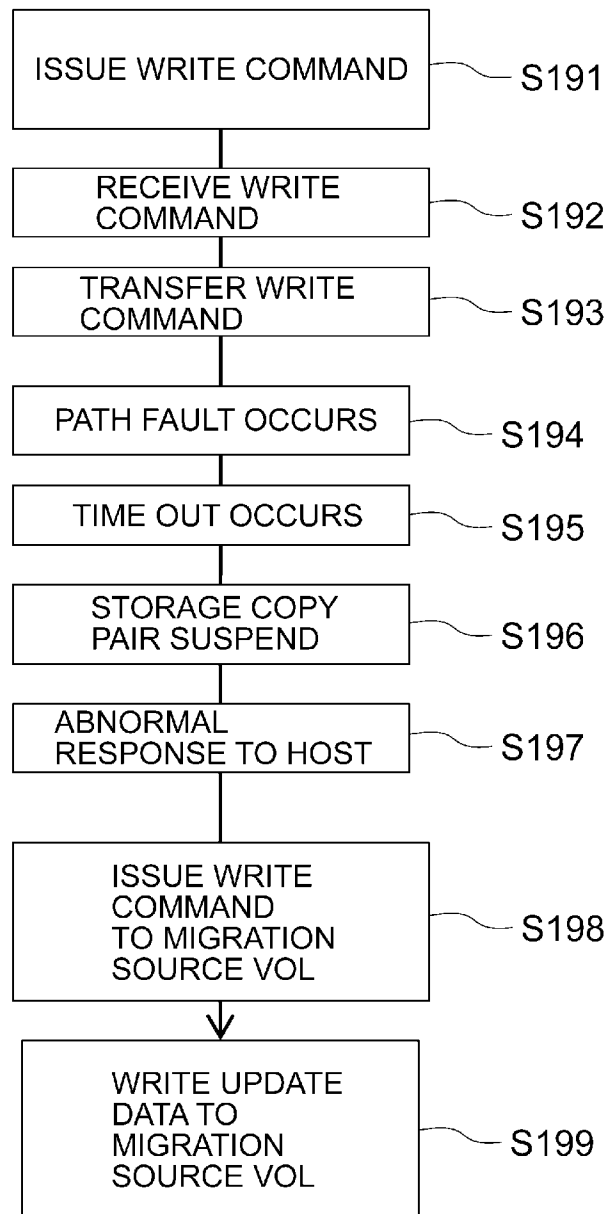 ISSUE WRITE COMMAND
S191
RECEIVE WRITE
COMMAND
S192
TRANSFER WRITE
COMMAND
S193
PATH FAULT OCCURS
S194
TIME OUT OCCURS
S195
STORAGE COPY
PAIR SUSPEND
S196
ABNORMAL
RESPONSE TO HOST
S197
ISSUE WRITE
COMMAND
TO MIGRATION
SOURCE VOL
S198
WRITE UPDATE
DATA TO
MIGRATION
SOURCE VOL
S199